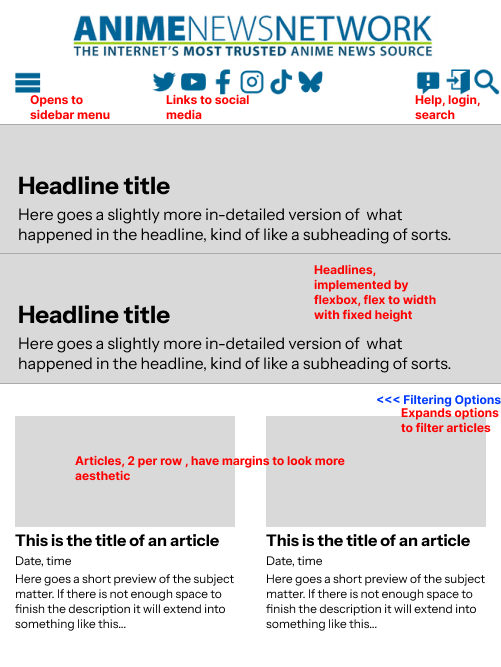 ANIMENEWSNETWORK
THE INTERNET'S MOST TRUSTED ANIME NEWS SOURCE
Opens to
sidebar menu
Links to social
media
Help, login,
search
Headline title
Here goes a slightly more in-detailed version of what
happened in the headline, kind of like a subheading of sorts.
Headlines,
implemented by
flexbox, flex to width
with fixed height
Headline title
Here goes a slightly more in-detailed version of what
happened in the headline, kind of like a subheading of sorts.
<<< Filtering Options
Expands options
to filter articles
Articles, 2 per row , have margins to look more
aesthetic
This is the title of an article
Date, time
Here goes a short preview of the subject
matter. If there is not enough space to
finish the description it will extend into
something like this...
This is the title of an article
Date, time
Here goes a short preview of the subject
matter. If there is not enough space to
finish the description it will extend into
something like this...